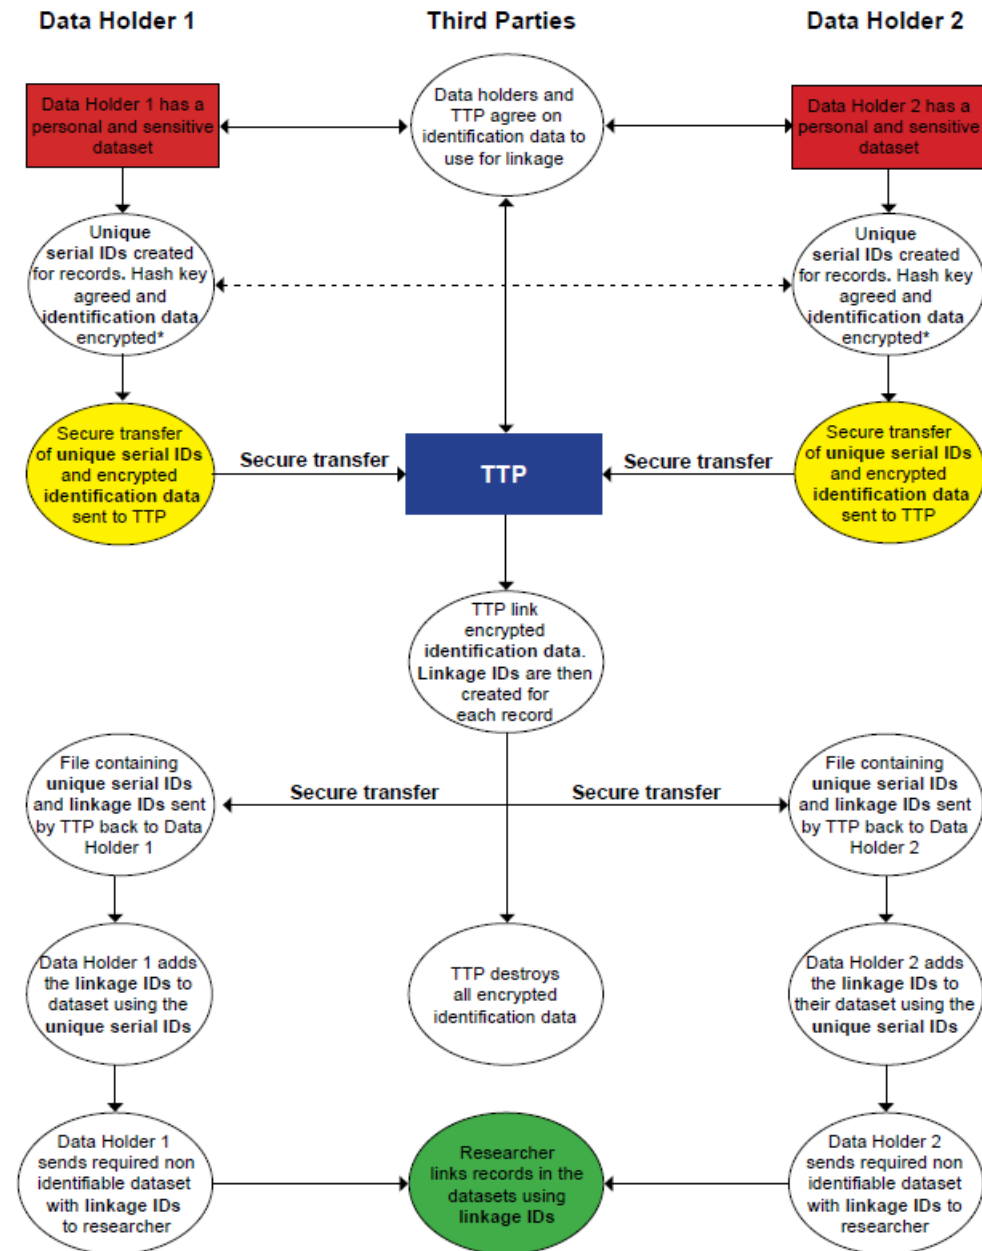 Data Holder 1
Third Parties
Data Holder 2
Data Holder 1 has a
personal and sensitive
dataset
Data holders and
TTP agree on
identification data to
use for linkage
Data Holder 2 has a
personal and sensitive
dataset
Unique
serial IDs created
for records. Hash key
agreed and
identification data
encrypted*
Unique
serial IDs created
for records. Hash key
agreed and
identification data
encrypted*
Secure transfer
of unique serial IDs
and encrypted
identification data
sent to TTP
Secure transfer
TTP
Secure transfer
Secure transfer
of unique serial IDs
and encrypted
identification data
sent to TTP
TTP link
encrypted
identification data.
Linkage IDs are then
created for
each record
File containing
unique serial IDs
and linkage IDs sent
by TTP back to Data
Holder 1
Secure transfer
Secure transfer
File containing
unique serial IDs
and linkage IDs sent
by TTP back to Data
Holder 2
Data Holder 1 adds
the linkage IDs to
dataset using the
unique serial IDs
TTP destroys
all encrypted
identification data
Data Holder 2 adds
the linkage IDs to
their dataset using the
unique serial IDs
Data Holder 1
sends required non
identifiable dataset
with linkage IDs
to researcher
Researcher
links records in the
datasets using
linkage IDs
Data Holder 2
sends required non
identifiable dataset
with linkage IDs to
researcher